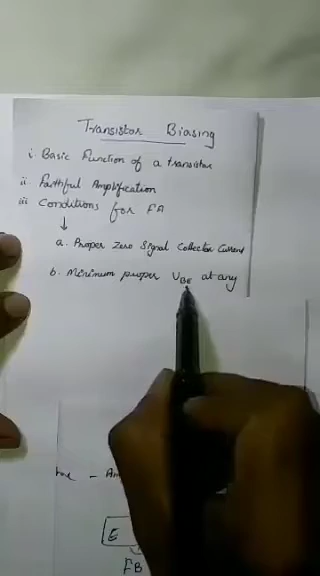 Transistor Biasing
i. Basic Function of a transistor
ii. Faithful Amplification
iii. Conditions for FA
a. Proper Zero Signal Collector Current
b. Minimum proper VBE at any
E
FB